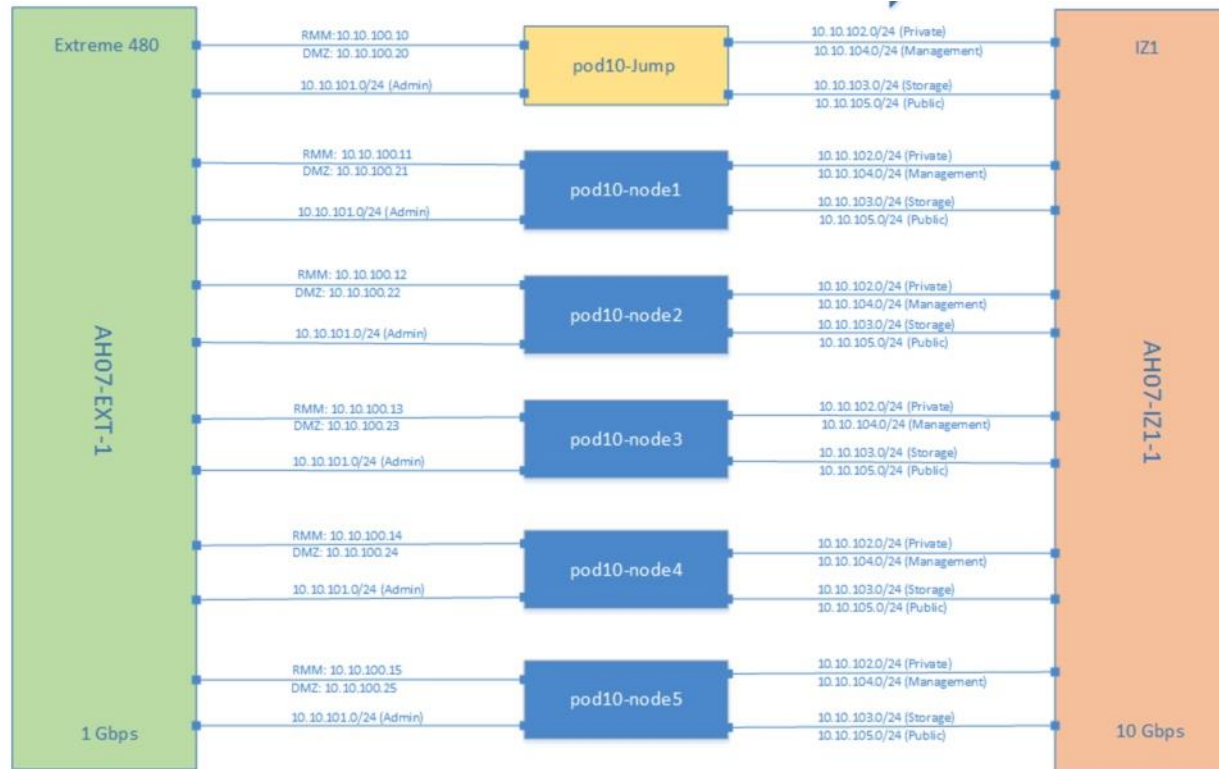 Extreme 480
AH07-EXT-1
1 Gbps
RMM: 10.10.100.10
DMZ: 10.10.100.20
10.10.101.0/24 (Admin)
pod10-Jump
10.10.102.0/24 (Private)
10.10.104.0/24 (Management)
10.10.103.0/24 (Storage)
10.10.105.0/24 (Public)
RMM: 10.10.100.11
DMZ: 10.10.100.21
10.10.101.0/24 (Admin)
pod10-node1
10.10.102.0/24 (Private)
10.10.104.0/24 (Management)
10.10.103.0/24 (Storage)
10.10.105.0/24 (Public)
RMM: 10.10.100.12
DMZ: 10.10.100.22
10.10.101.0/24 (Admin)
pod10-node2
10.10.102.0/24 (Private)
10.10.104.0/24 (Management)
10.10.103.0/24 (Storage)
10.10.105.0/24 (Public)
RMM: 10.10.100.13
DMZ: 10.10.100.23
10.10.101.0/24 (Admin)
pod10-node3
10.10.102.0/24 (Private)
10.10.104.0/24 (Management)
10.10.103.0/24 (Storage)
10.10.105.0/24 (Public)
RMM: 10.10.100.14
DMZ: 10.10.100.24
10.10.101.0/24 (Admin)
pod10-node4
10.10.102.0/24 (Private)
10.10.104.0/24 (Management)
10.10.103.0/24 (Storage)
10.10.105.0/24 (Public)
RMM: 10.10.100.15
DMZ: 10.10.100.25
10.10.101.0/24 (Admin)
pod10-node5
10.10.102.0/24 (Private)
10.10.104.0/24 (Management)
10.10.103.0/24 (Storage)
10.10.105.0/24 (Public)
IZ1
AH07-IZ1-1
10 Gbps